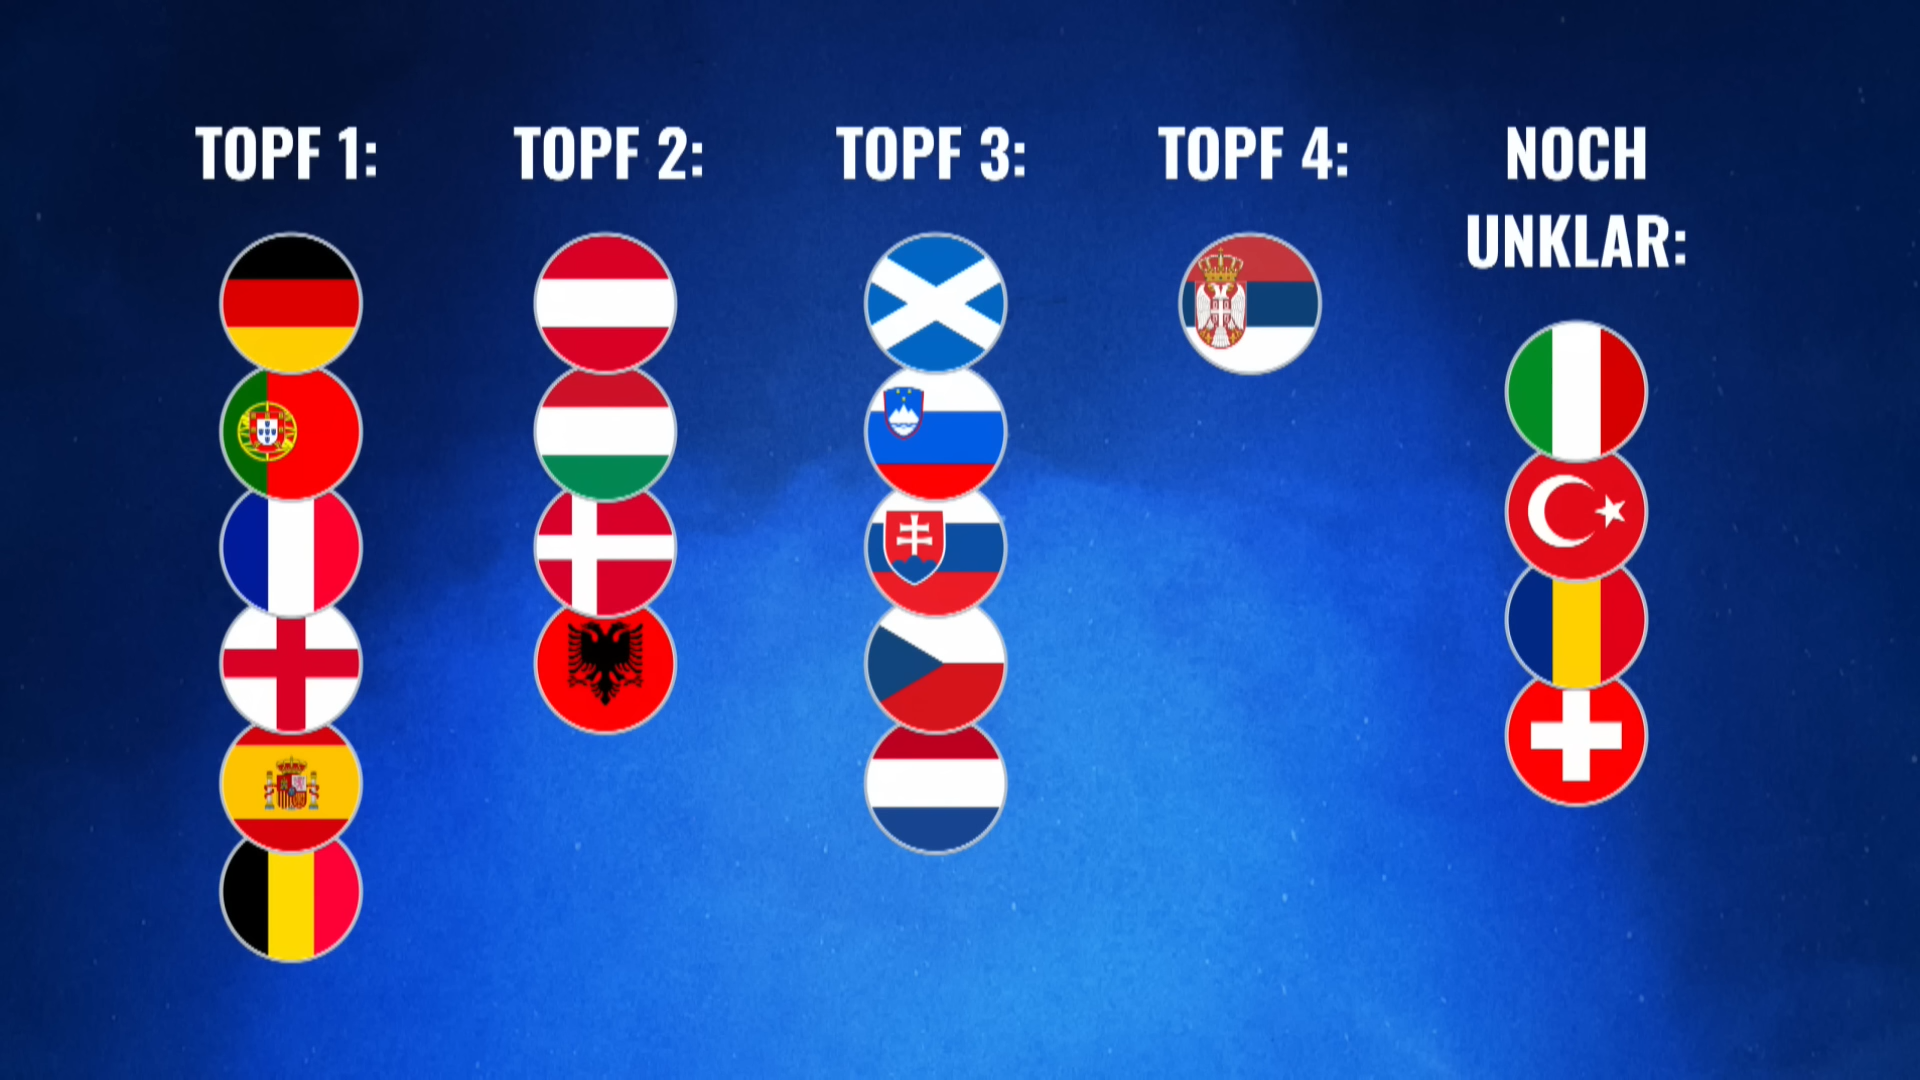 TOPF 1:
TOPF 2:
TOPF 3:
TOPF 4:
NOCH
UNKLAR: